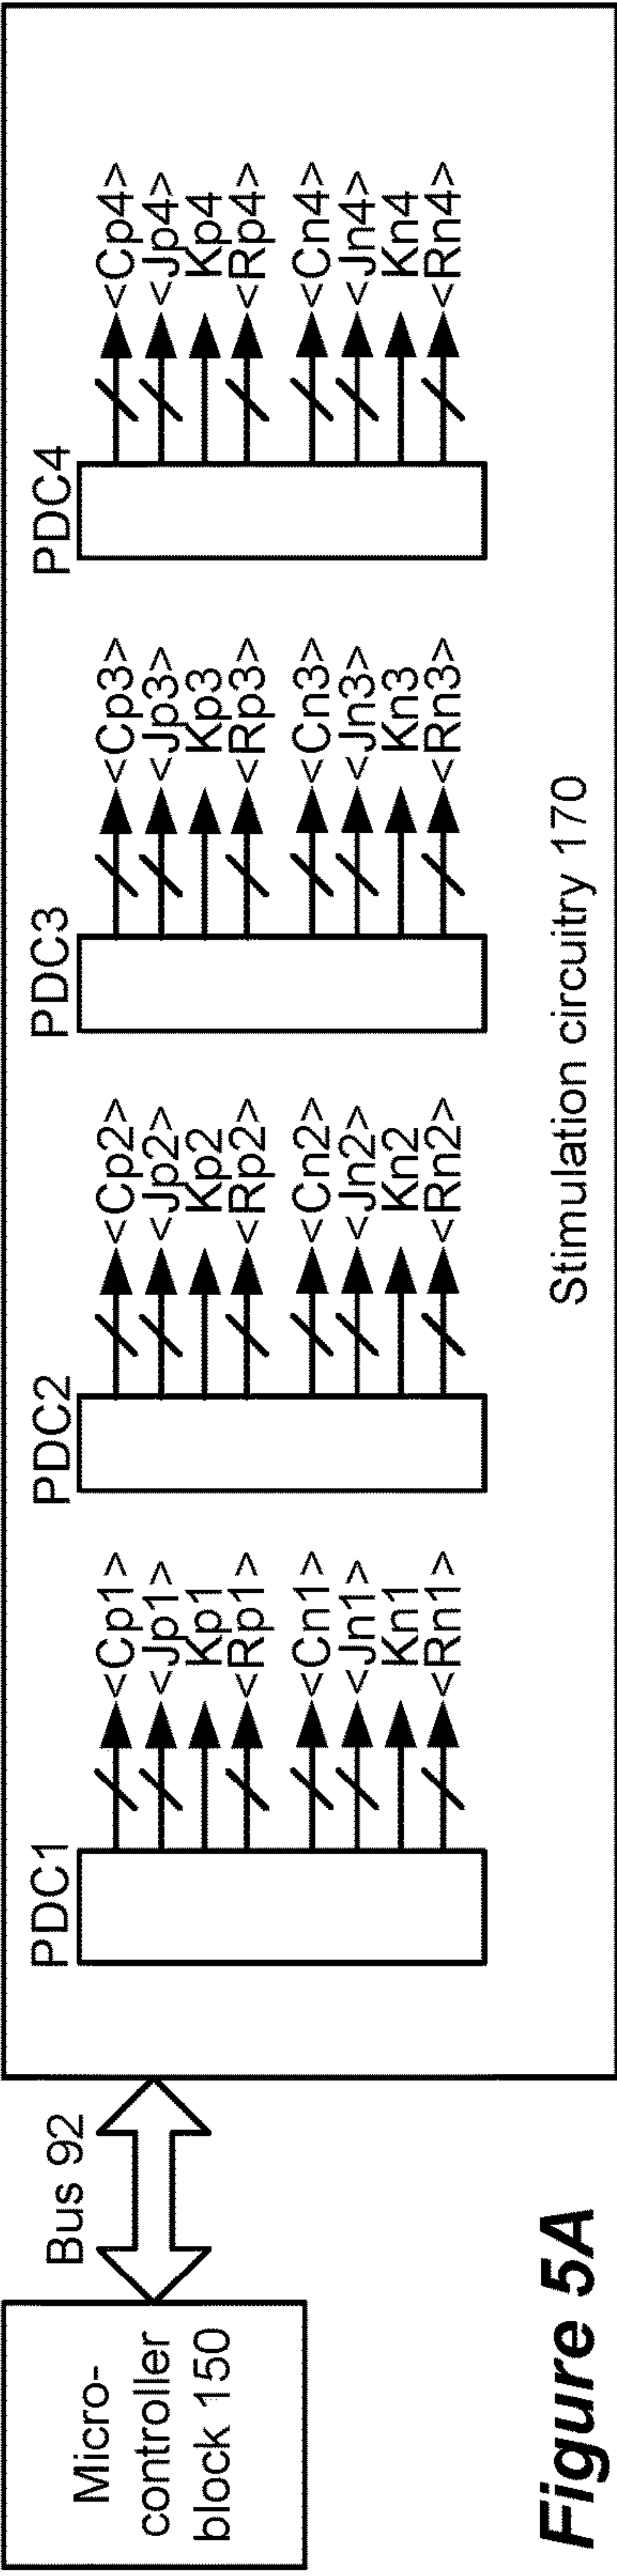 Micro-
controller
block 150
Bus 92
PDC1
<Cp1>
<Jp1>
Kp1
<Rp1>
<Cn1>
<Jn1>
Kn1
<Rn1>
PDC2
<Cp2>
<Jp2>
Kp2
<Rp2>
<Cn2>
<Jn2>
Kn2
<Rn2>
PDC3
<Cp3>
<Jp3>
Kp3
<Rp3>
<Cn3>
<Jn3>
Kn3
<Rn3>
PDC4
<Cp4>
<Jp4>
Kp4
<Rp4>
<Cn4>
<Jn4>
Kn4
<Rn4>
Stimulation circuitry 170
Figure 5A